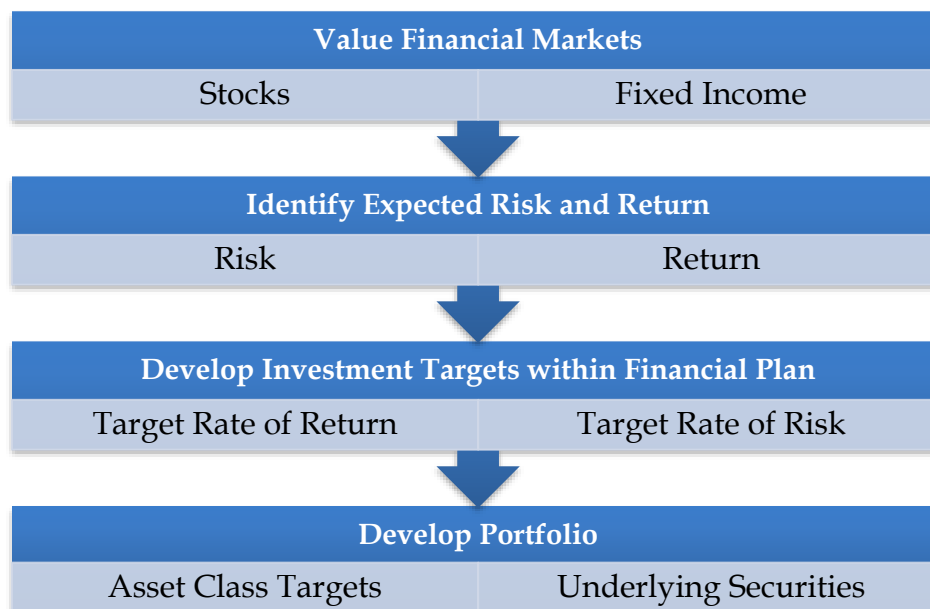 Value Financial Markets
Stocks Fixed Income
Identify Expected Risk and Return
Risk Return
Develop Investment Targets within Financial Plan
Target Rate of Return Target Rate of Risk
Develop Portfolio
Asset Class Targets Underlying Securities